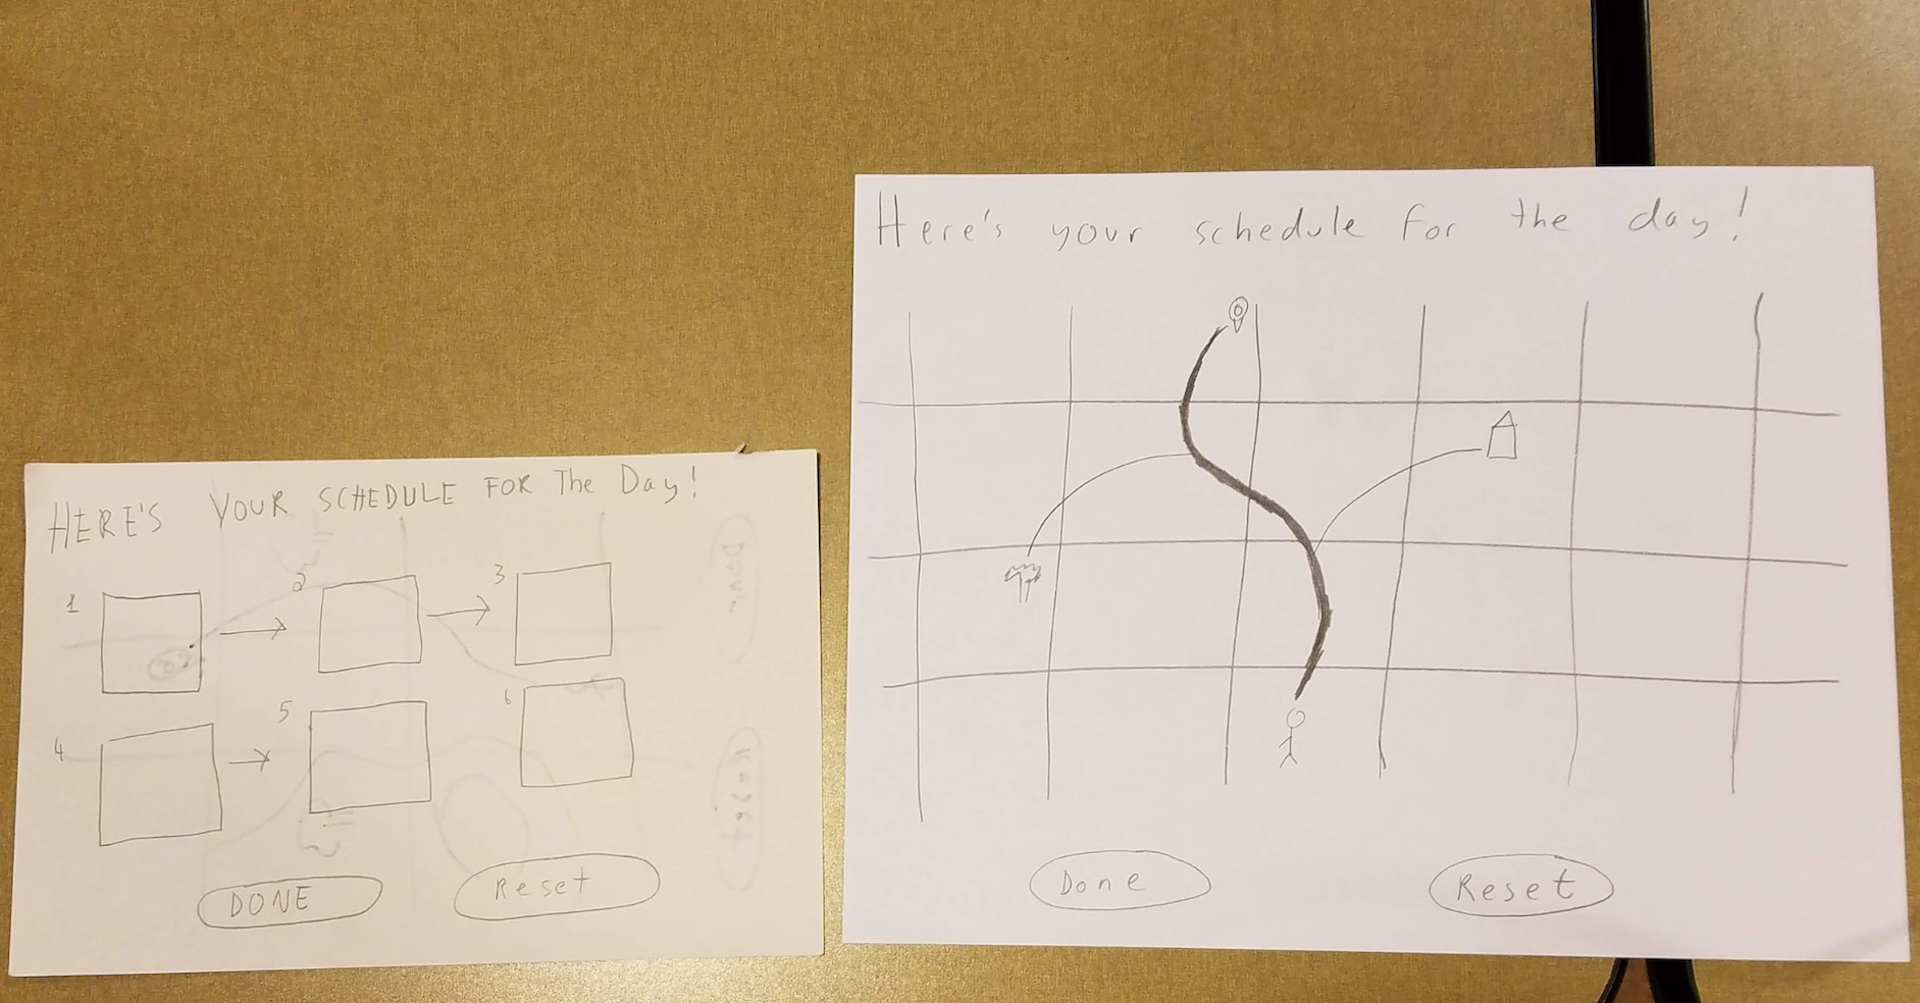 HERE'S YOUR SCHEDULE FOR The Day!
1
2
3
4
5
6
DONE
Reset
Here's your schedule for the day!
Done
Reset